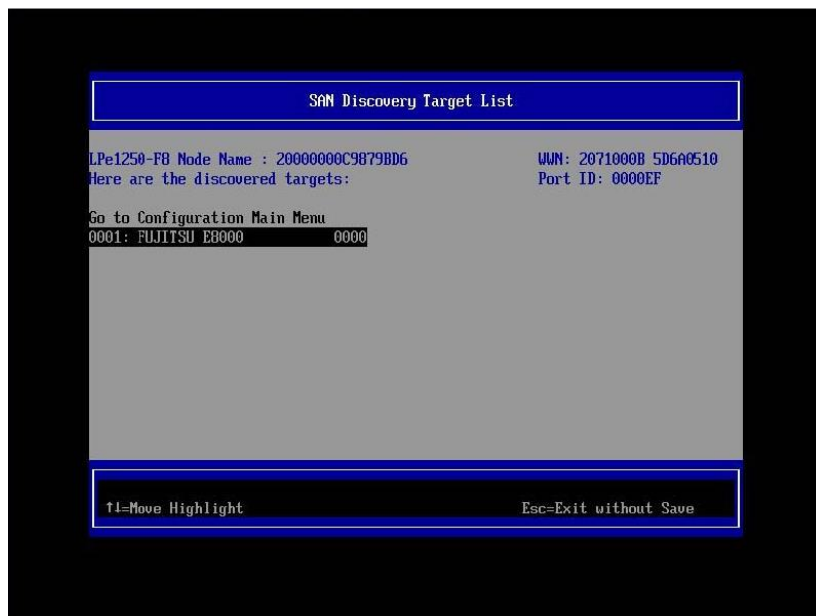 SAN Discovery Target List
LPe1250-F8 Node Name : 20000000C9879BD6 WWN: 2071000B 5D6A0510
Here are the discovered targets: Port ID: 0000EF
Go to Configuration Main Menu
0001: FUJITSU E8000 0000
↑↓=Move Highlight Esc=Exit without Save